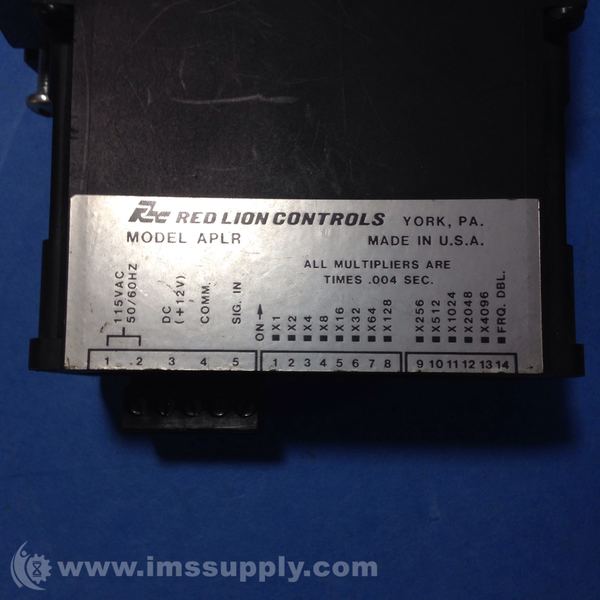 RLC RED LION CONTROLS YORK, PA.
MODEL APLR MADE IN U.S.A.
ALL MULTIPLIERS ARE
TIMES .004 SEC.
115VAC
50/60HZ
DC
(+12V)
COMM.
SIG. IN
ON
X1
X2
X4
X8
X16
X32
X64
X128
X256
X512
X1024
X2048
X4096
FRQ. DBL.
1 2 3 4 5 1 2 3 4 5 6 7 8 9 10 11 12 13 14
© www.imssupply.com